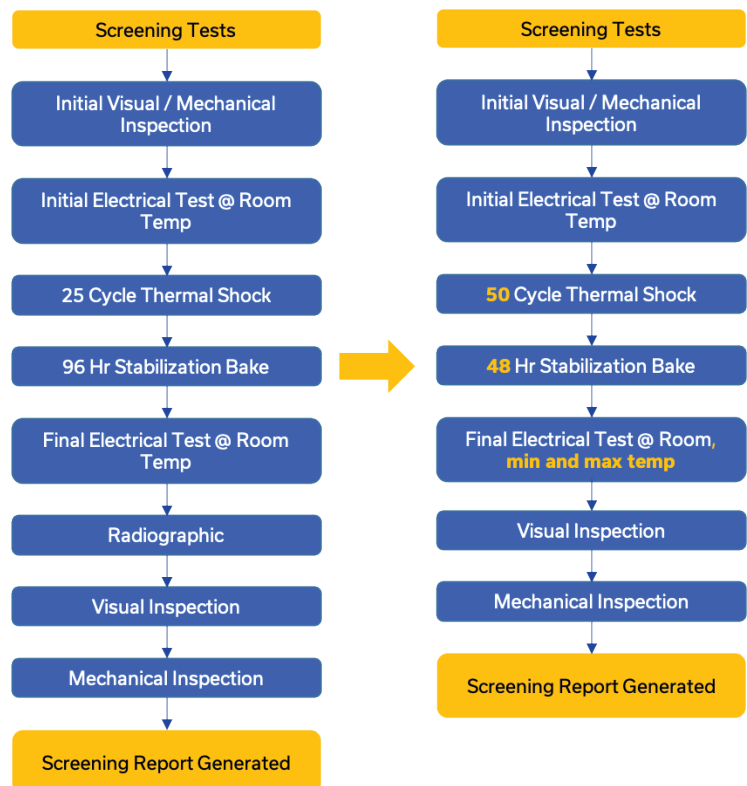 Screening Tests
Initial Visual / Mechanical
Inspection
Initial Electrical Test @ Room
Temp
25 Cycle Thermal Shock
96 Hr Stabilization Bake
Final Electrical Test @ Room
Temp
Radiographic
Visual Inspection
Mechanical Inspection
Screening Report Generated
Screening Tests
Initial Visual / Mechanical
Inspection
Initial Electrical Test @ Room
Temp
50 Cycle Thermal Shock
48 Hr Stabilization Bake
Final Electrical Test @ Room,
min and max temp
Visual Inspection
Mechanical Inspection
Screening Report Generated